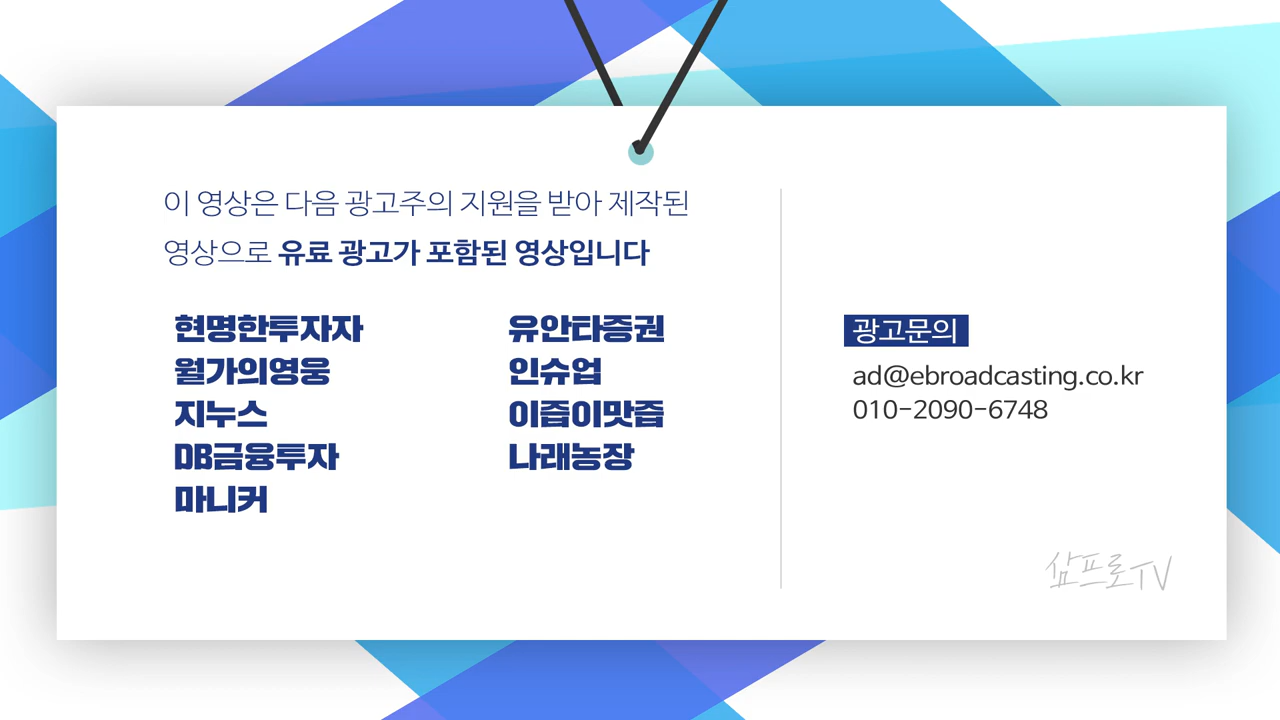 이 영상은 다음 광고주의 지원을 받아 제작된
영상으로 유료 광고가 포함된 영상입니다
현명한투자자
월가의영웅
지누스
DB금융투자
마니커
유안타증권
인슈업
이즙이맛즙
나래농장
광고문의
ad@ebroadcasting.co.kr
010-2090-6748
삼프로TV